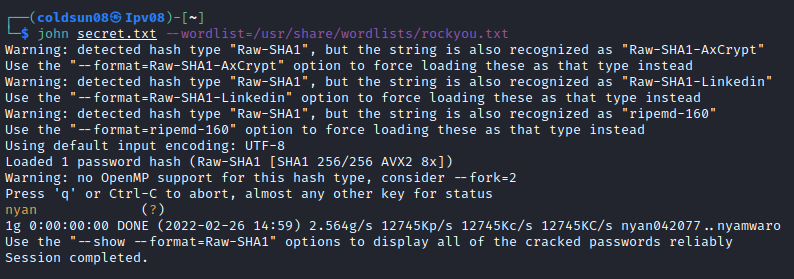 ┌──(coldsun08㉿Ipv08)-[~]
└─$ john secret.txt --wordlist=/usr/share/wordlists/rockyou.txt
Warning: detected hash type "Raw-SHA1", but the string is also recognized as "Raw-SHA1-AxCrypt"
Use the "--format=Raw-SHA1-AxCrypt" option to force loading these as that type instead
Warning: detected hash type "Raw-SHA1", but the string is also recognized as "Raw-SHA1-Linkedin"
Use the "--format=Raw-SHA1-Linkedin" option to force loading these as that type instead
Warning: detected hash type "Raw-SHA1", but the string is also recognized as "ripemd-160"
Use the "--format=ripemd-160" option to force loading these as that type instead
Using default input encoding: UTF-8
Loaded 1 password hash (Raw-SHA1 [SHA1 256/256 AVX2 8x])
Warning: no OpenMP support for this hash type, consider --fork=2
Press 'q' or Ctrl-C to abort, almost any other key for status
nyan (?)
1g 0:00:00:00 DONE (2022-02-26 14:59) 2.564g/s 12745Kp/s 12745Kc/s 12745KC/s nyan042077..nyamwaro
Use the "--show --format=Raw-SHA1" options to display all of the cracked passwords reliably
Session completed.